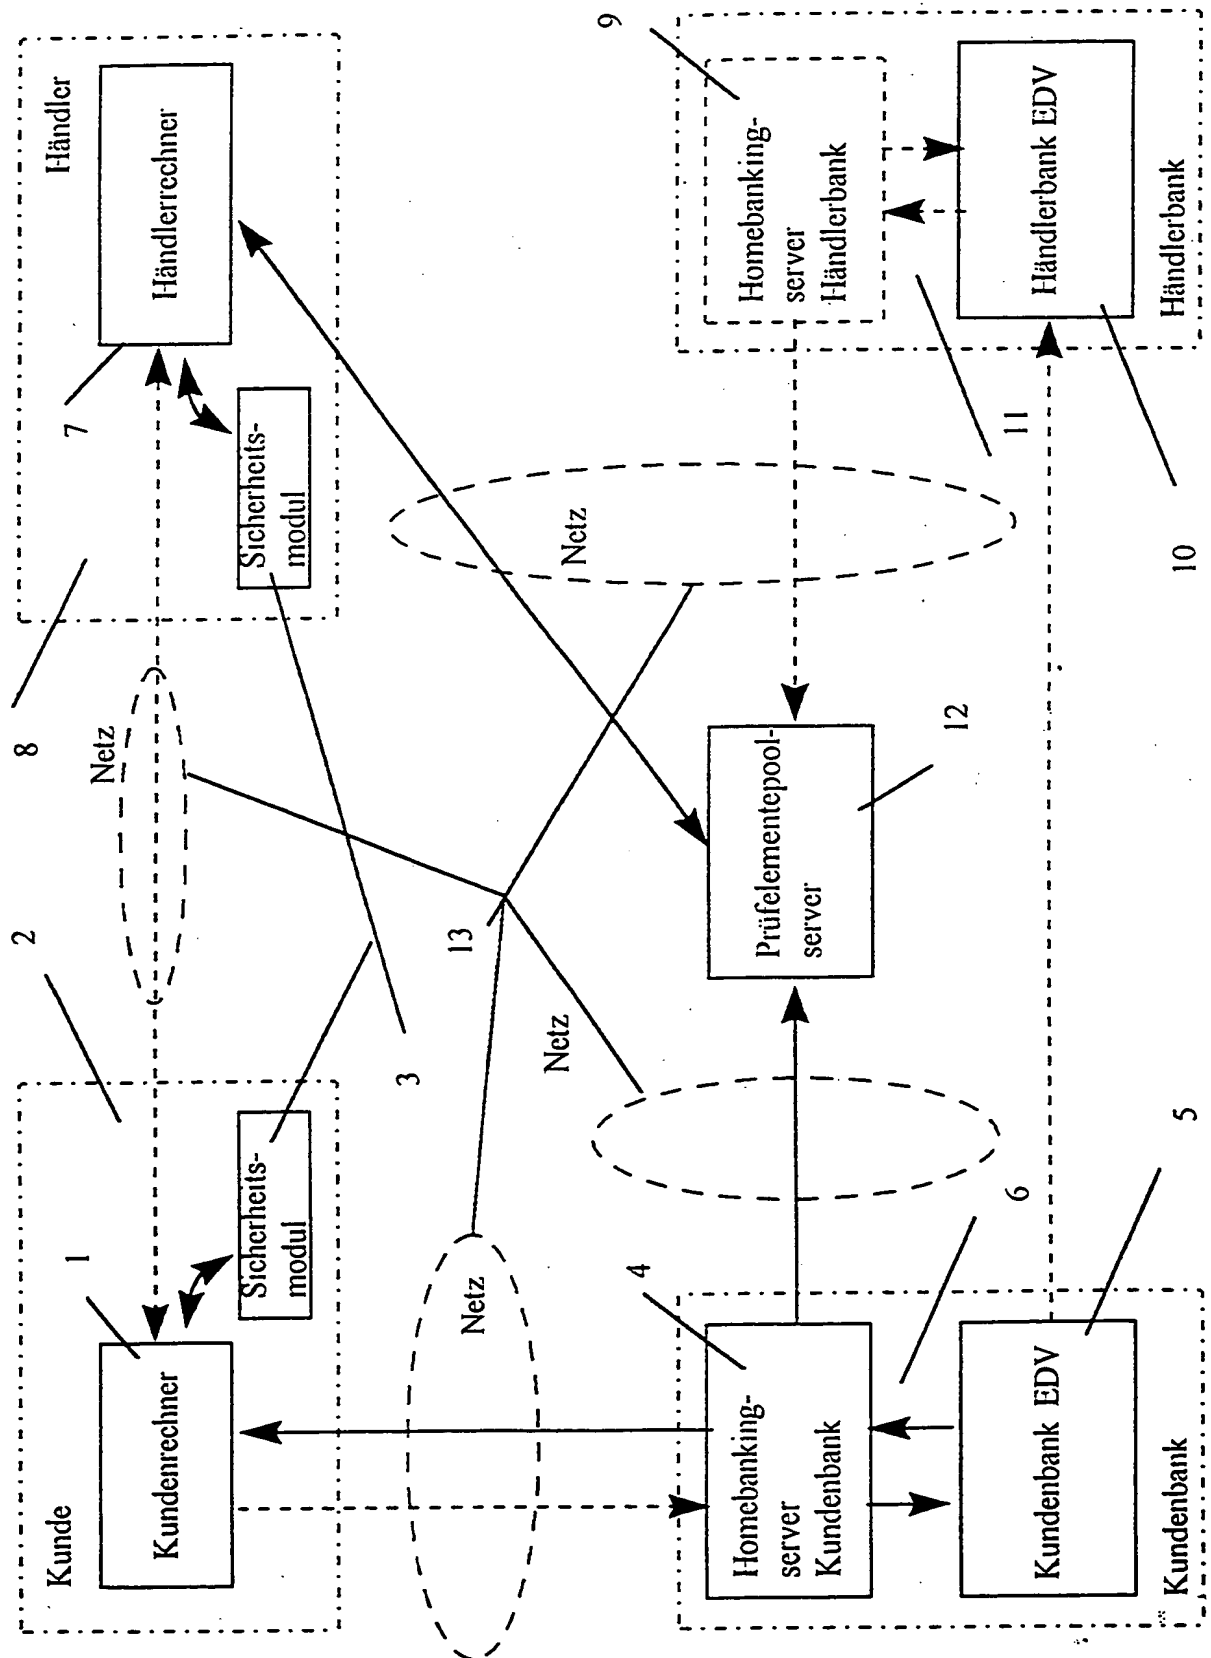 Kunde
Kundenrechner
1
Sicherheits-
modul
2
Netz
8
7
Händler
Händlerrechner
Sicherheits-
modul
3
Netz
13
Netz
Netz
4
Homebanking-
server
Kundenbank
6
Kundenbank EDV
5
Kundenbank
Prüfelementepool-
server
12
9
Homebanking-
server
Händlerbank
11
Händlerbank EDV
10
Händlerbank